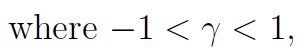 where −1 < γ < 1,